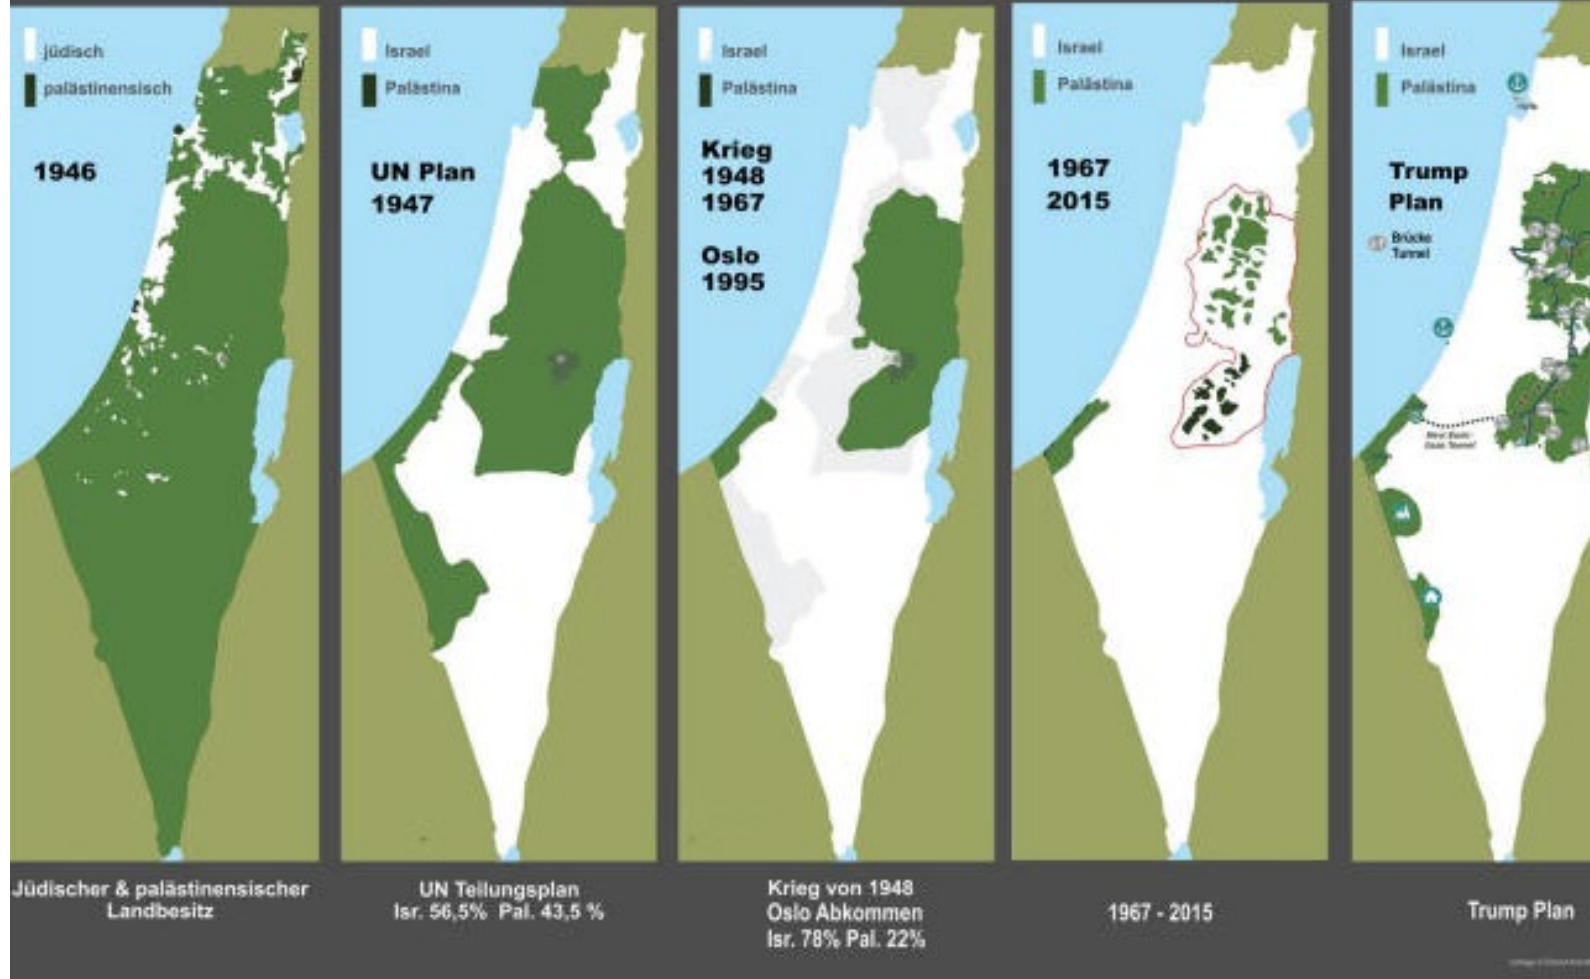 jüdisch
palästinensisch
1946
Jüdischer & palästinensischer
Landbesitz
Israel
Palästina
UN Plan
1947
UN Teilungsplan
Isr. 56,5% Pal. 43,5 %
Israel
Palästina
Krieg
1948
1967
Oslo
1995
Krieg von 1948
Oslo Abkommen
Isr. 78% Pal. 22%
Israel
Palästina
1967
2015
1967 - 2015
Israel
Palästina
Trump
Plan
Brücke
Tunnel
Trump Plan